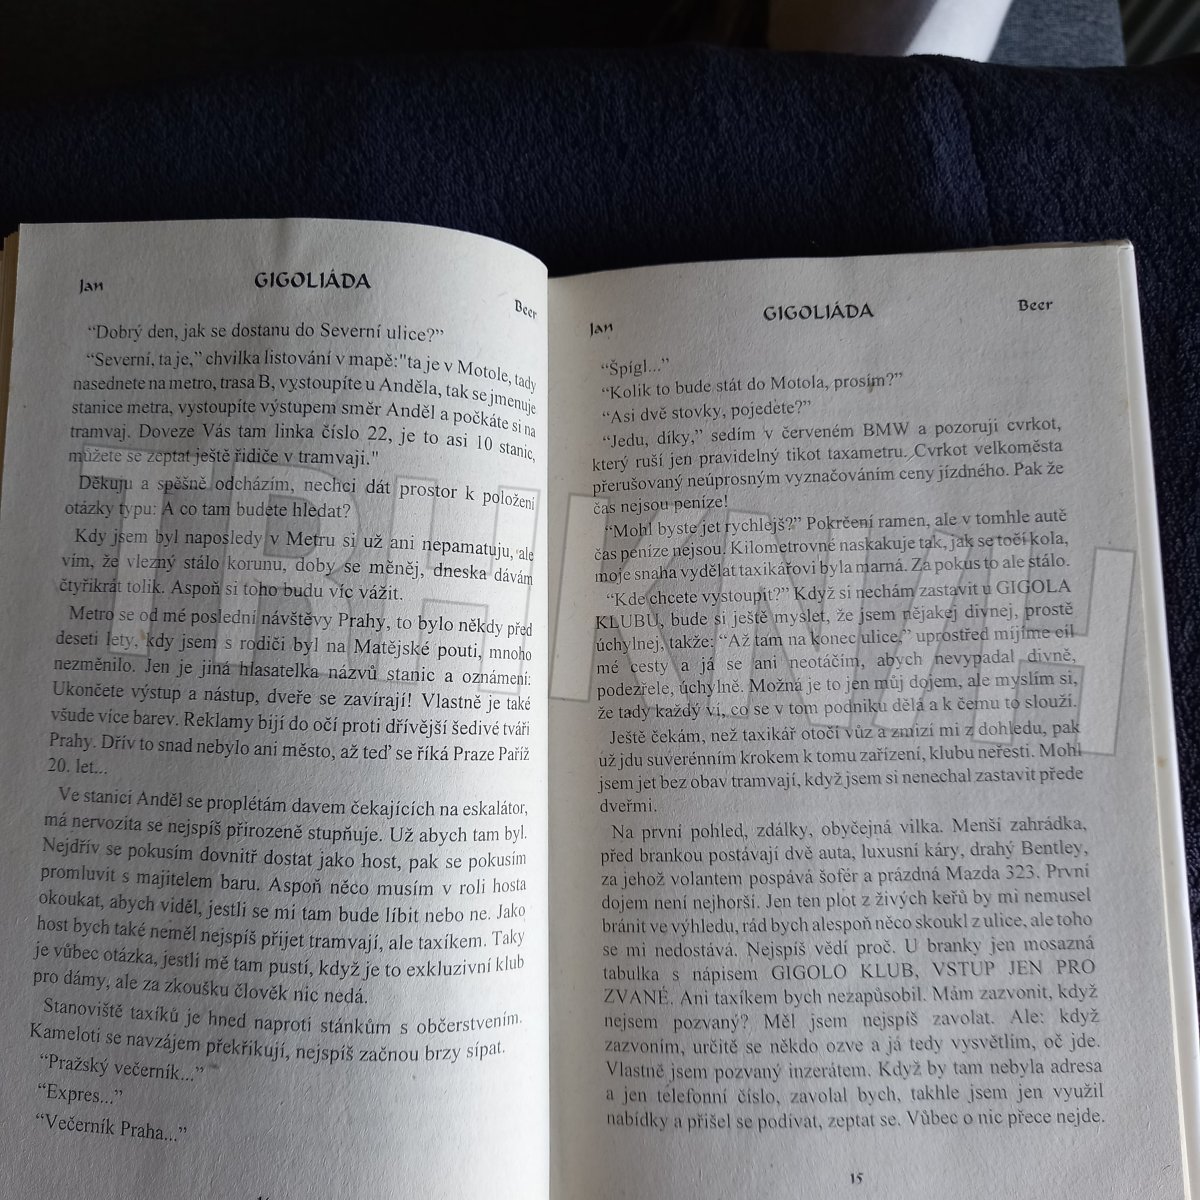 Jan
GIGOLIÁDA
Beer
“Dobrý den, jak se dostanu do Severní ulice?”
“Severní, ta je,” chvilka listování v mapě:"ta je v Motole, tady
nasednete na metro, trasa B, vystoupíte u Anděla, tak se jmenuje
stanice metra, vystoupíte výstupem směr Anděl a počkáte si na
tramvaj. Doveze Vás tam linka číslo 22, je to asi 10 stanic,
můžete se zeptat ještě řidiče v tramvaji."
Děkuju a spěšně odcházím, nechci dát prostor k položení
otázky typu: A co tam budete hledat?
Kdy jsem byl naposledy v Metru si už ani nepamatuju, ale
vím, že vlezný stálo korunu, doby se měněj, dneska dávám
čtyřikrát tolik. Aspoň si toho budu víc vážit.
Metro se od mé poslední návštěvy Prahy, to bylo někdy před
deseti lety, kdy jsem s rodiči byl na Matějské pouti, mnoho
nezměnilo. Jen je jiná hlasatelka názvů stanic a oznámení:
Ukončete výstup a nástup, dveře se zavírají! Vlastně je také
všude více barev. Reklamy bijí do očí proti dřívější šedivé tváři
Prahy. Dřív to snad nebylo ani město, až teď se říká Praze Paříž
20. let...
Ve stanici Anděl se proplétám davem čekajících na eskalátor,
má nervozita se nejspíš přirozeně stupňuje. Už abych tam byl.
Nejdřív se pokusím dovnitř dostat jako host, pak se pokusím
promluvit s majitelem baru. Aspoň něco musím v roli hosta
okoukat, abych viděl, jestli se mi tam bude líbit nebo ne. Jako
host bych také neměl nejspíš přijet tramvají, ale taxíkem. Taky
je vůbec otázka, jestli mě tam pustí, když je to exkluzivní klub
pro dámy, ale za zkoušku člověk nic nedá.
Stanoviště taxíků je hned naproti stánkům s občerstvením.
Kameloti se navzájem překřikují, nejspíš začnou brzy sípat.
“Pražský večerník...”
“Expres...”
“Večerník Praha...”
Jan
GIGOLIÁDA
Beer
“Špígl...”
“Kolik to bude stát do Motola, prosím?”
“Asi dvě stovky, pojedete?”
“Jedu, díky,” sedím v červeném BMW a pozoruji cvrkot,
který ruší jen pravidelný tikot taxametru. Cvrkot velkoměsta
přerušovaný neúprosným vyznačováním ceny jízdného. Pak že
čas nejsou peníze!
“Mohl byste jet rychlejš?” Pokrčení ramen, ale v tomhle autě
čas peníze nejsou. Kilometrovné naskakuje tak, jak se točí kola,
moje snaha vydělat taxikářovi byla marná. Za pokus to ale stálo.
“Kde chcete vystoupit?” Když si nechám zastavit u GIGOLA
KLUBU, bude si ještě myslet, že jsem nějakej divnej, prostě
úchylnej, takže: “Až tam na konec ulice,” uprostřed míjíme cíl
mé cesty a já se ani neotáčím, abych nevypadal divně,
podezřele, úchylně. Možná je to jen můj dojem, ale myslím si,
že tady každý ví, co se v tom podniku dělá a k čemu to slouží.
Ještě čekám, než taxikář otočí vůz a zmizí mi z dohledu, pak
už jdu suverénním krokem k tomu zařízení, klubu neřesti. Mohl
jsem jet bez obav tramvají, když jsem si nenechal zastavit přede
dveřmi.
Na první pohled, zdálky, obyčejná vilka. Menší zahrádka,
před brankou postávají dvě auta, luxusní káry, drahý Bentley,
za jehož volantem pospává šofér a prázdná Mazda 323. První
dojem není nejhorší. Jen ten plot z živých keřů by mi nemusel
bránit ve výhledu, rád bych alespoň něco skoukl z ulice, ale toho
se mi nedostává. Nejspíš vědí proč. U branky jen mosazná
tabulka s nápisem GIGOLO KLUB, VSTUP JEN PRO
ZVANÉ. Ani taxíkem bych nezapůsobil. Mám zazvonit, když
nejsem pozvaný? Měl jsem nejspíš zavolat. Ale: když
zazvoním, určitě se někdo ozve a já tedy vysvětlím, oč jde.
Vlastně jsem pozvaný inzerátem. Když by tam nebyla adresa
a jen telefonní číslo, zavolal bych, takhle jsem jen využil
nabídky a přišel se podívat, zeptat se. Vůbec o nic přece nejde.
15
TRHKNIH